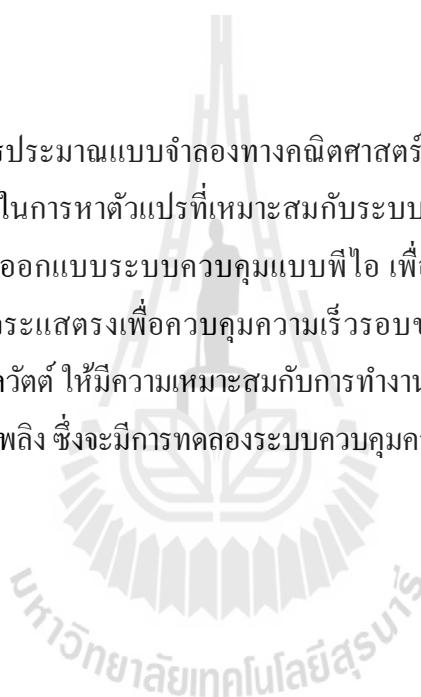 รประมาณแบบจำลองทางคณิตศาสตร์
ในการหาตัวแปรที่เหมาะสมกับระบบ
ออกแบบระบบควบคุมแบบพีไอ เพื่อ
ระแสตรงเพื่อควบคุมความเร็วรอบข
วัตต์ ให้มีความเหมาะสมกับการทำงาน
พลิง ซึ่งจะมีการทดลองระบบควบคุมคว
มหาวิทยาลัยเทคโนโลยีสุรนารี